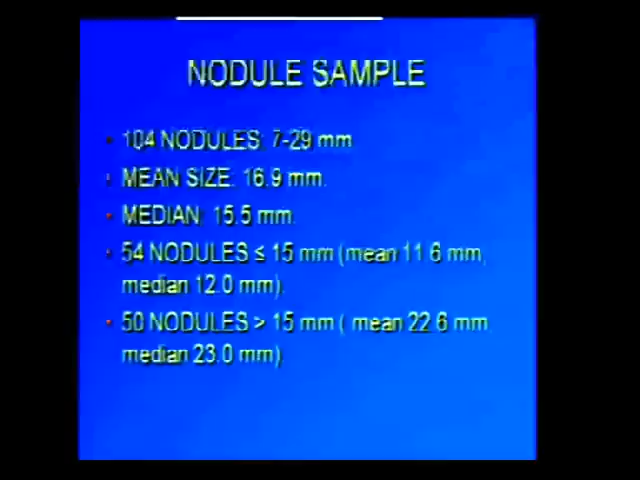 NODULE SAMPLE
• 104 NODULES: 7-29 mm.
• MEAN SIZE: 16.9 mm.
• MEDIAN: 15.5 mm.
• 54 NODULES ≤ 15 mm (mean 11.6 mm,
median 12.0 mm).
• 50 NODULES > 15 mm ( mean 22.6 mm,
median 23.0 mm).